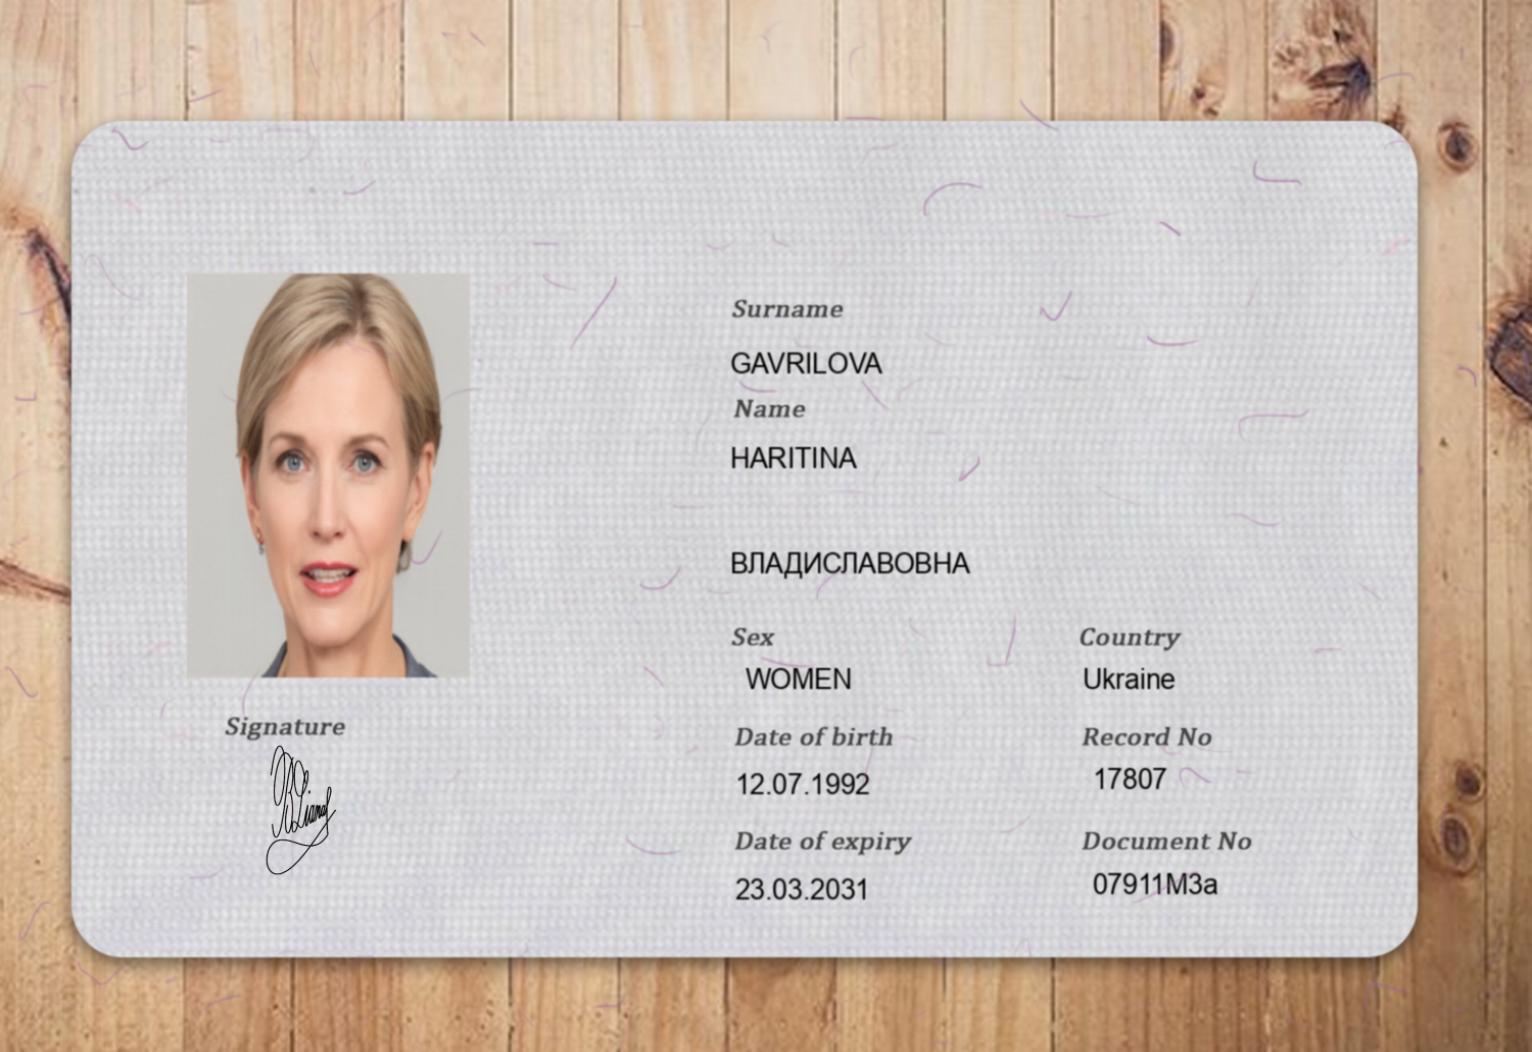 Surname
GAVRILOVA
Name
HARITINA
ВЛАДИСЛАВОВНА
Sex
Country
WOMEN
Ukraine
Date of birth
Record No
12.07.1992
17807
Date of expiry
Document No
23.03.2031
07911M3a
Signature